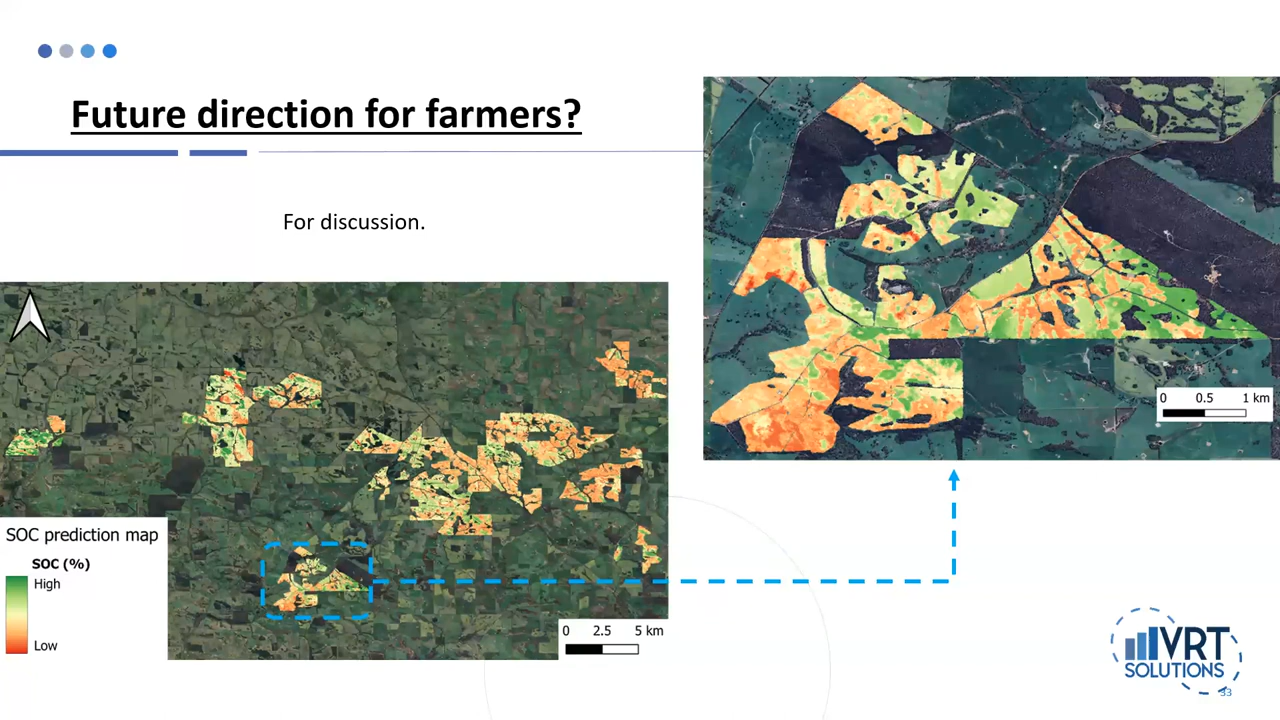 Future direction for farmers?
For discussion.
SOC prediction map
SOC (%)
High
Low
0 2.5 5 km
0 0.5 1 km
VRT
SOLUTIONS
33